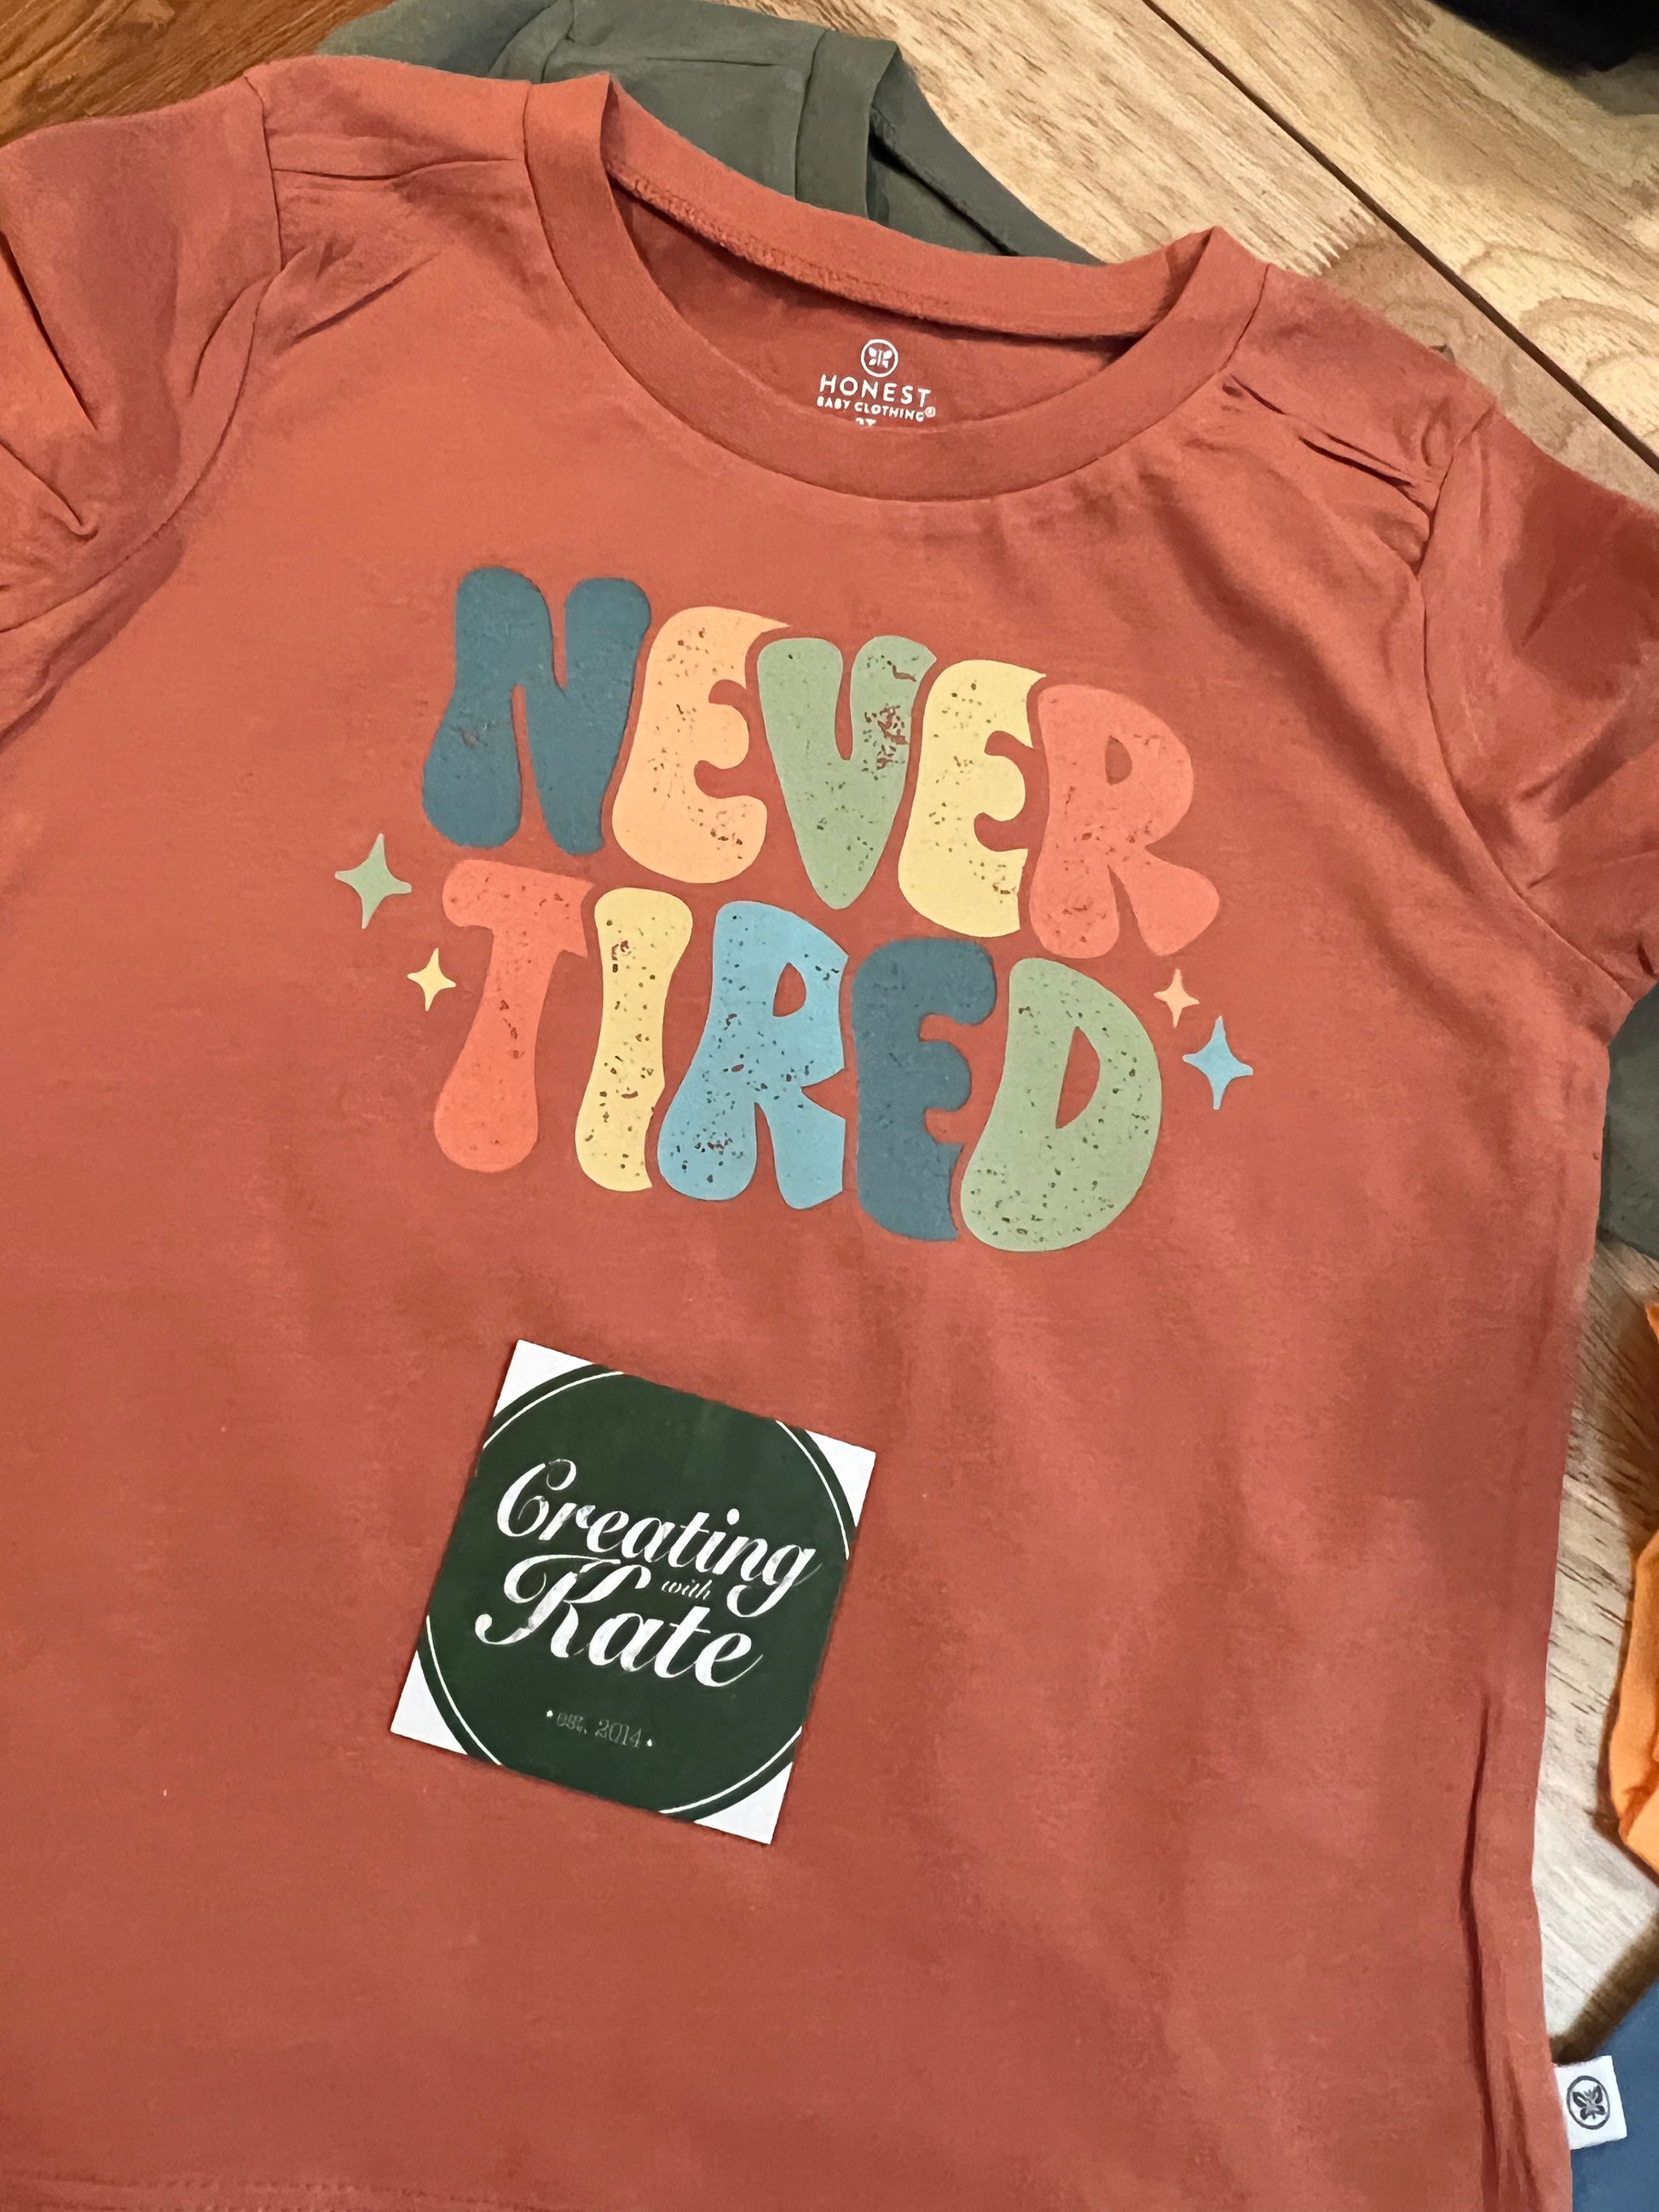 HONEST
BABY CLOTHING®
NEVER
TIRED
Creating
with
Kate
• est. 2014 •